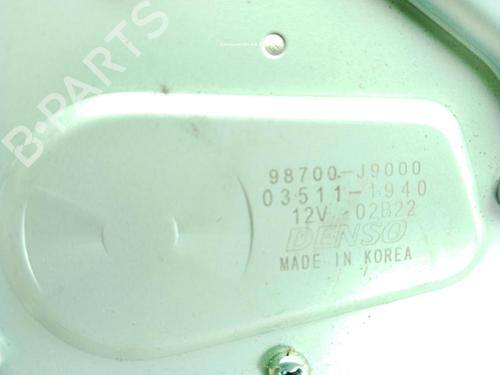 B-PARTS
98700-J9000
03511-1940
12V 02B22
DENSO
MADE IN KOREA